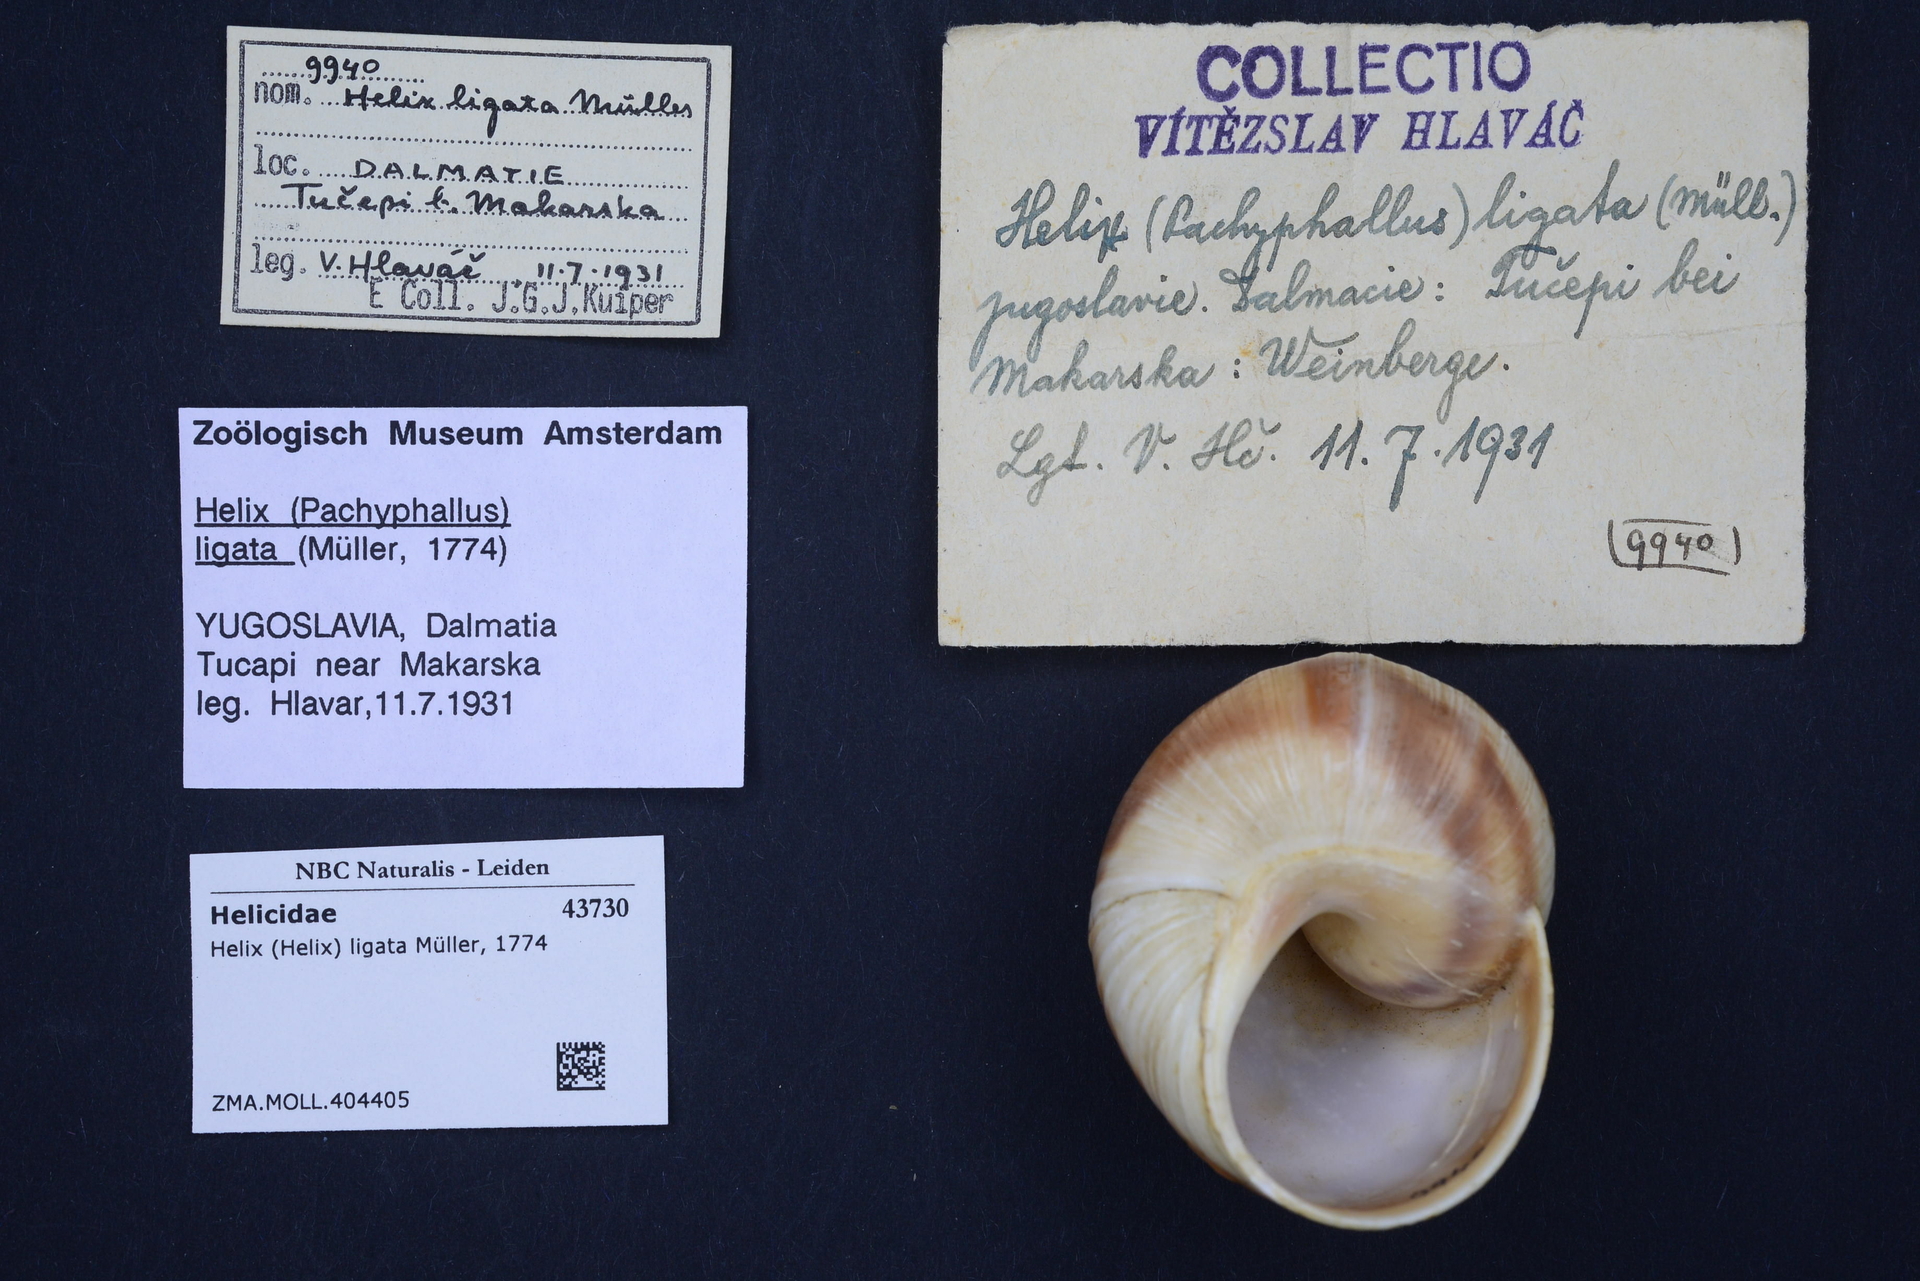 9940
nom. Helix ligata Müller
loc. DALMATIE
Tučepi b. Makarska
leg. V. Hlaváč 11.7.1931
E Coll. J.G.J.Kuiper
COLLECTIO
VÍTĚZSLAV HLAVÁČ
Helix (Pachyphallus) ligata (Müll.)
Jugoslavie. Dalmacie: Tučepi bei
Makarska: Weinberge.
Lgt. V. Hč. 11.7.1931
(9940)
Zoölogisch Museum Amsterdam
Helix (Pachyphallus)
ligata (Müller, 1774)
YUGOSLAVIA, Dalmatia
Tucapi near Makarska
leg. Hlavar,11.7.1931
NBC Naturalis - Leiden
Helicidae 43730
Helix (Helix) ligata Müller, 1774
ZMA.MOLL.404405